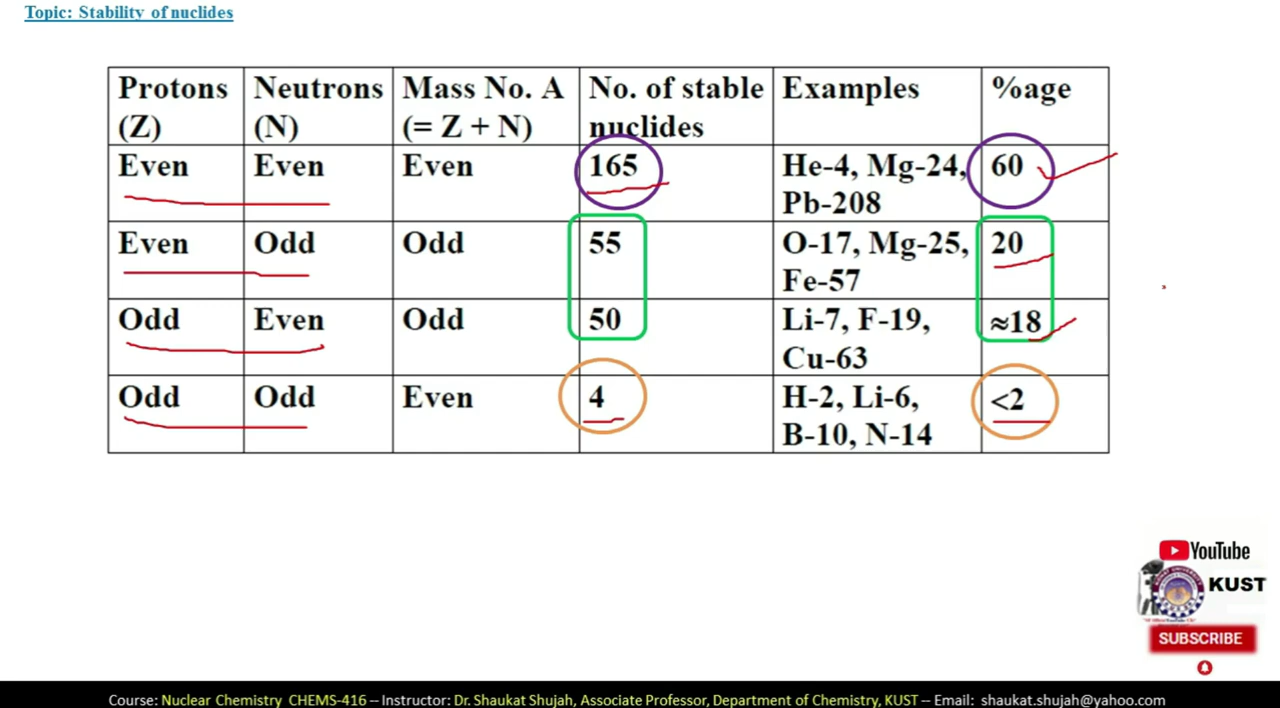 Topic: Stability of nuclides
Protons (Z) Neutrons (N) Mass No. A (= Z + N) No. of stable nuclides Examples %age
Even Even Even 165 He-4, Mg-24, Pb-208 60
Even Odd Odd 55 O-17, Mg-25, Fe-57 20
Odd Even Odd 50 Li-7, F-19, Cu-63 ≈18
Odd Odd Even 4 H-2, Li-6, B-10, N-14 <2
YouTube
KUST
SUBSCRIBE
Course: Nuclear Chemistry CHEMS-416 -- Instructor: Dr. Shaukat Shujah, Associate Professor, Department of Chemistry, KUST -- Email: shaukat.shujah@yahoo.com